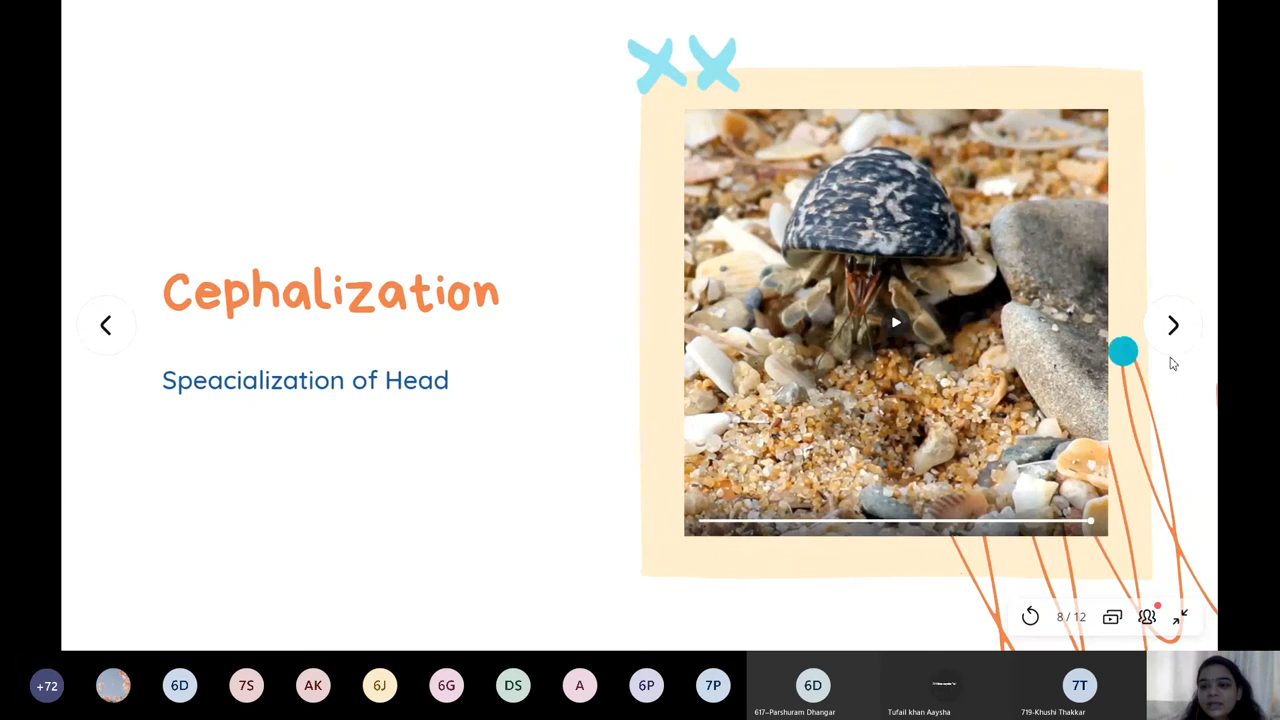 Cephalization
Speacialization of Head
8 / 12
+72
6D
7S
AK
6J
6G
DS
A
6P
7P
6D
7T
617-Parshuram Dhangar
Tufail khan Aaysha
719-Khushi Thakkar